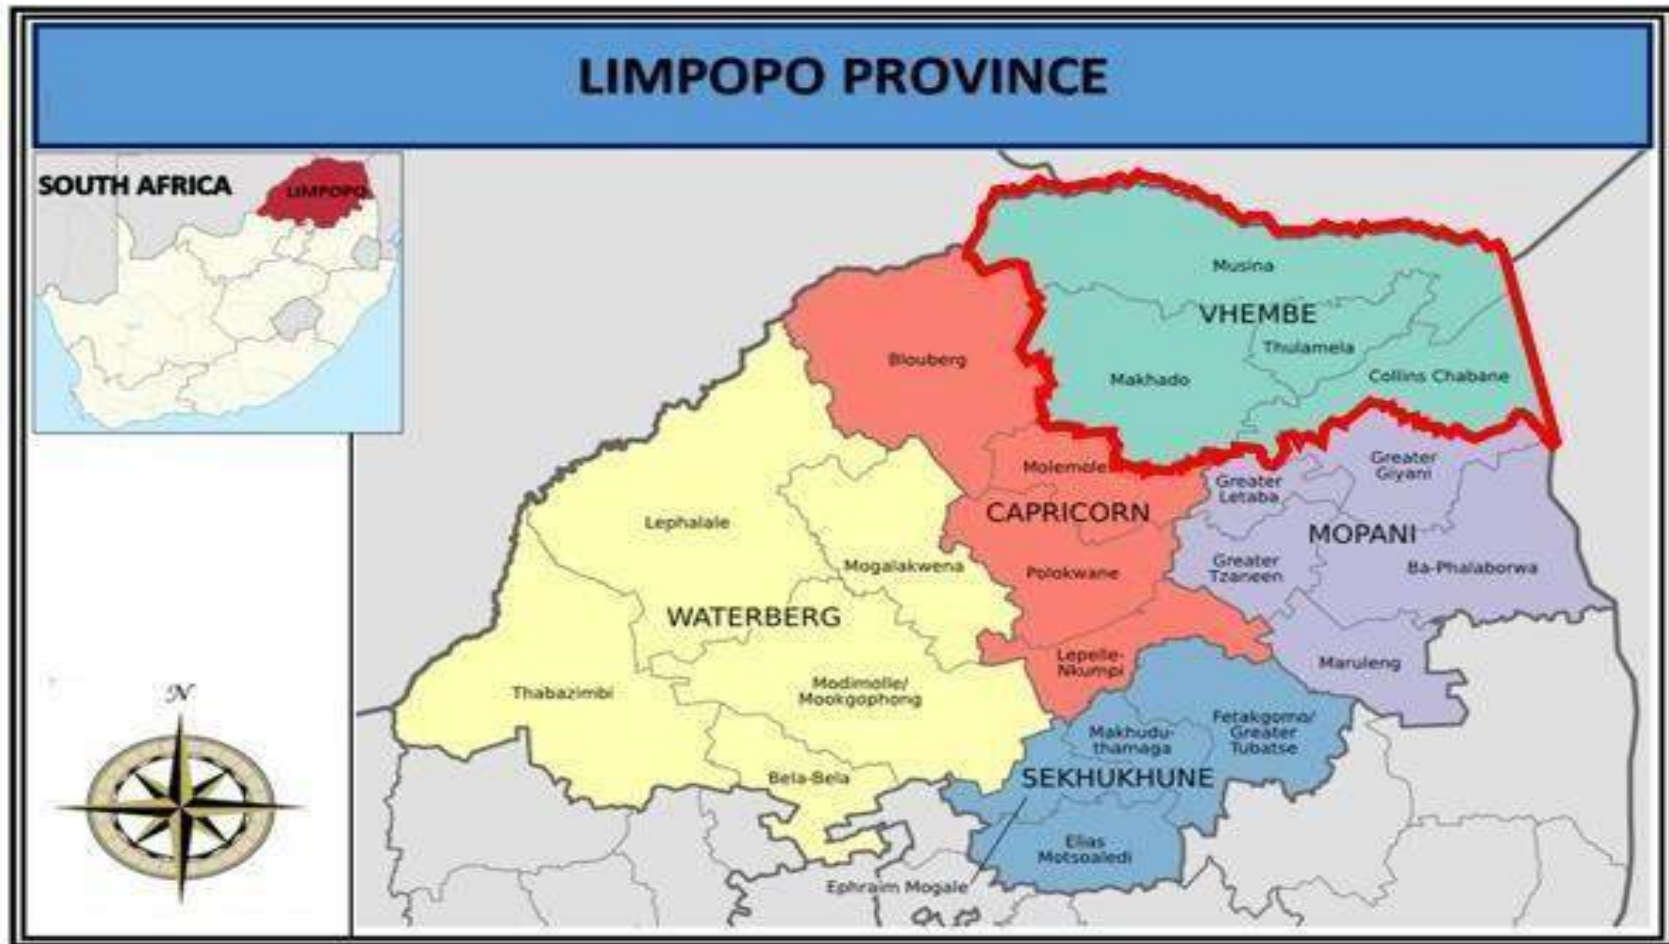 LIMPOPO PROVINCE
SOUTH AFRICA
LIMPOPO
Musina
VHEMBE
Thulamela
Makhado
Collins Chabane
Blouberg
Molemole
CAPRICORN
Polokwane
Lepelle-
Nkumpi
Greater
Giyani
Greater
Letaba
MOPANI
Greater
Tzaneen
Ba-Phalaborwa
Maruleng
Lephalale
Mogalakwena
WATERBERG
Thabazimbi
Modimolle/
Mookgophong
Bela-Bela
Makhudu-
thamaga
Fetakgomo/
Greater
Tubatse
SEKHUKHUNE
Elias
Motsoaledi
Ephraim Mogale
N